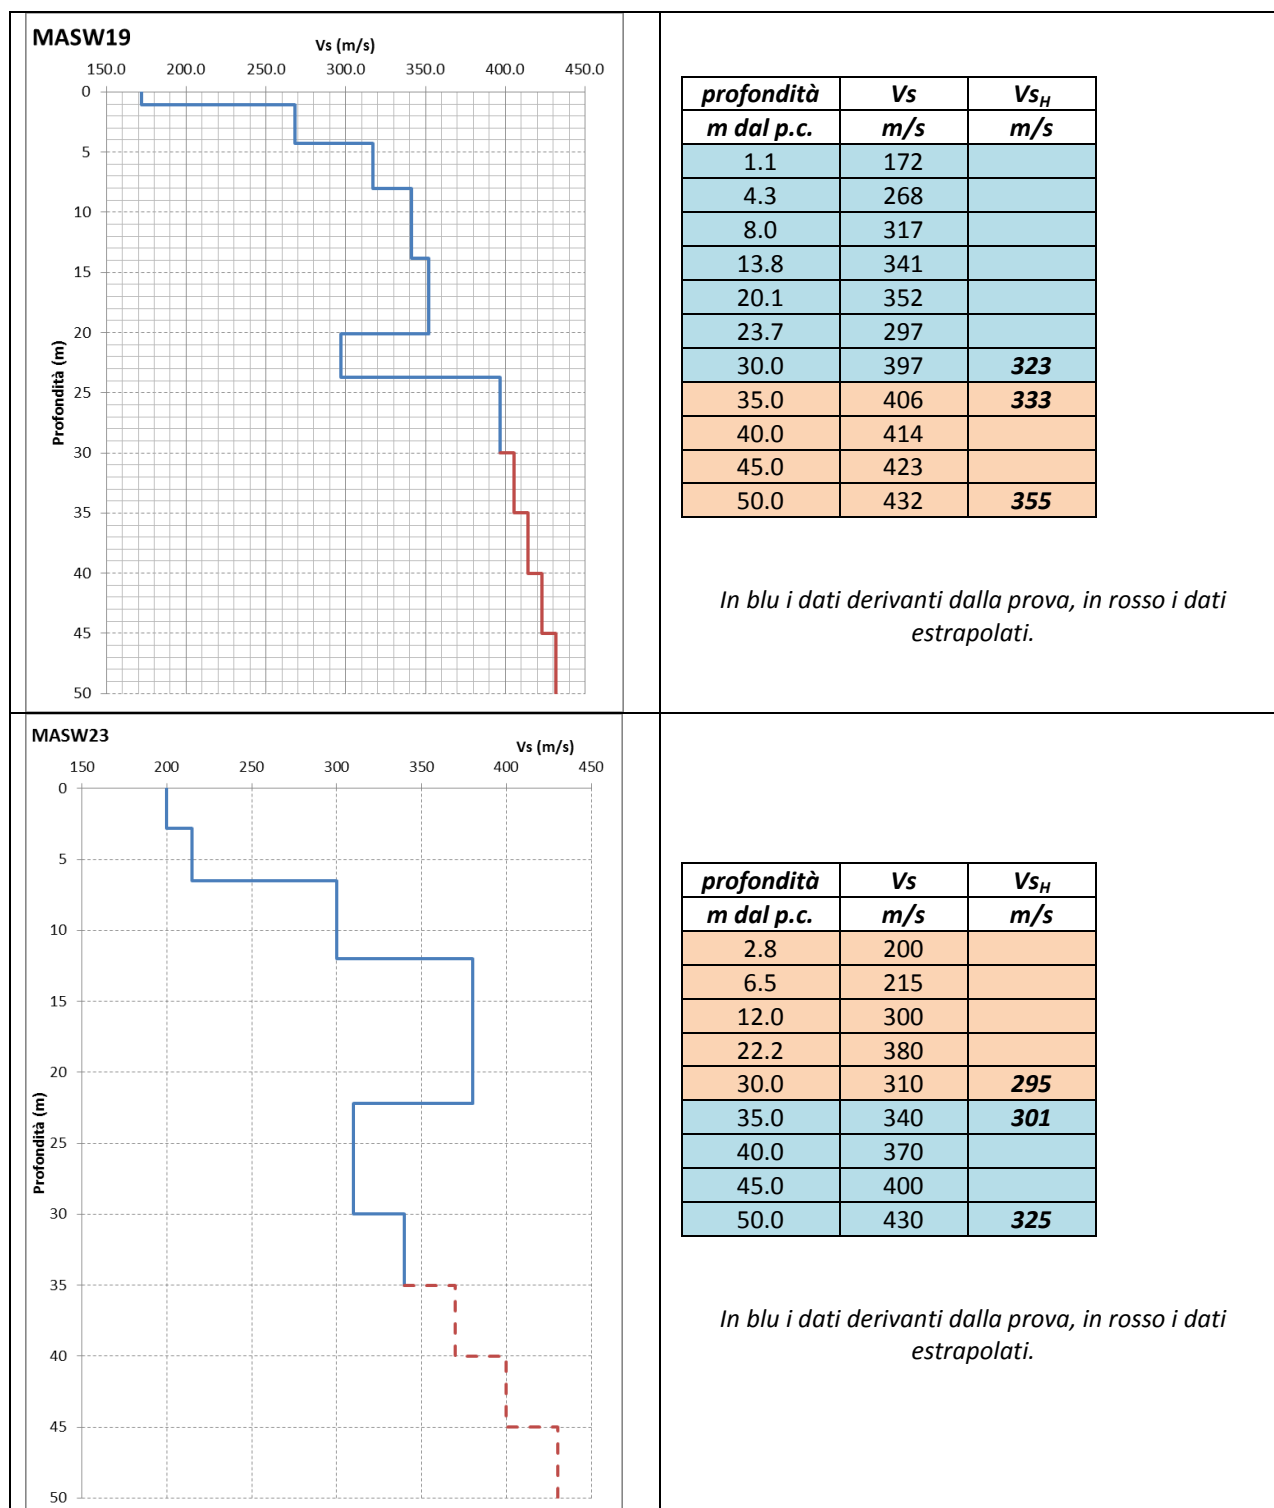 MASW19
Vs (m/s)
150.0 200.0 250.0 300.0 350.0 400.0 450.0
0
5
10
15
20
25
30
35
40
45
50
Profondità (m)
profondità Vs VsH
m dal p.c. m/s m/s
1.1 172
4.3 268
8.0 317
13.8 341
20.1 352
23.7 297
30.0 397 323
35.0 406 333
40.0 414
45.0 423
50.0 432 355
In blu i dati derivanti dalla prova, in rosso i dati
estrapolati.
MASW23
Vs (m/s)
150 200 250 300 350 400 450
0
5
10
15
20
25
30
35
40
45
50
Profondità (m)
profondità Vs VsH
m dal p.c. m/s m/s
2.8 200
6.5 215
12.0 300
22.2 380
30.0 310 295
35.0 340 301
40.0 370
45.0 400
50.0 430 325
In blu i dati derivanti dalla prova, in rosso i dati
estrapolati.